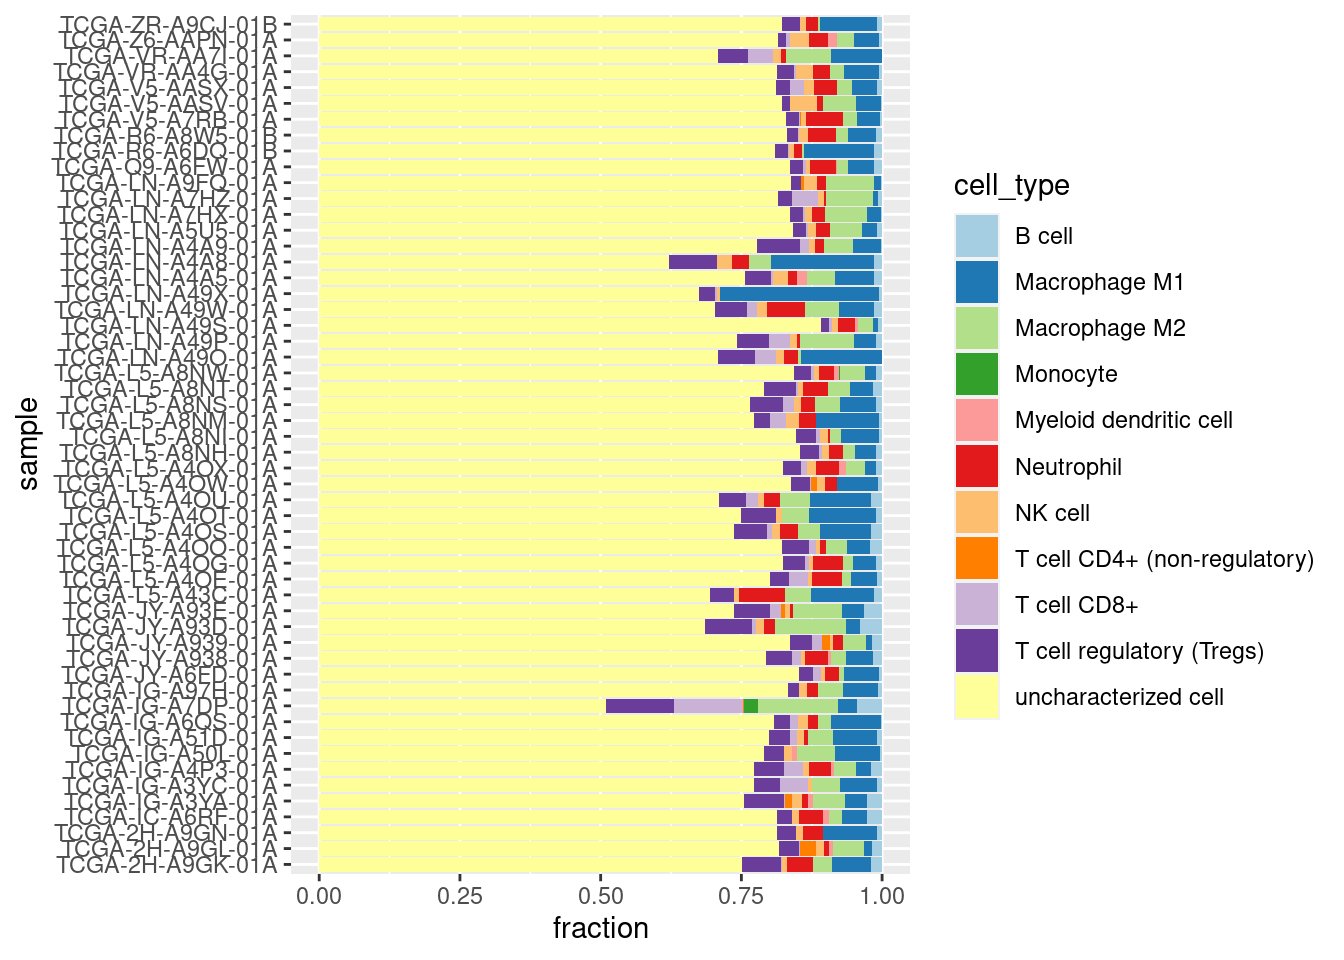 TCGA-ZR-A9CJ-01B
TCGA-Z6-AAPN-01A
TCGA-VR-AA7I-01A
TCGA-VR-AA4G-01A
TCGA-V5-AASX-01A
TCGA-V5-AASV-01A
TCGA-V5-A7RB-01A
TCGA-R6-A8W5-01B
TCGA-R6-A6DQ-01B
TCGA-Q9-A6FW-01A
TCGA-LN-A9FQ-01A
TCGA-LN-A7HZ-01A
TCGA-LN-A7HX-01A
TCGA-LN-A5U5-01A
TCGA-LN-A4A9-01A
TCGA-LN-A4A8-01A
TCGA-LN-A4A5-01A
TCGA-LN-A49X-01A
TCGA-LN-A49W-01A
TCGA-LN-A49S-01A
TCGA-LN-A49P-01A
TCGA-LN-A49O-01A
TCGA-L5-A8NW-01A
TCGA-L5-A8NT-01A
TCGA-L5-A8NS-01A
TCGA-L5-A8NM-01A
TCGA-L5-A8NI-01A
TCGA-L5-A8NH-01A
TCGA-L5-A4OX-01A
TCGA-L5-A4OW-01A
TCGA-L5-A4OU-01A
TCGA-L5-A4OT-01A
TCGA-L5-A4OS-01A
TCGA-L5-A4OO-01A
TCGA-L5-A4OG-01A
TCGA-L5-A4OE-01A
TCGA-L5-A43C-01A
TCGA-JY-A93E-01A
TCGA-JY-A93D-01A
TCGA-JY-A939-01A
TCGA-JY-A938-01A
TCGA-JY-A6FD-01A
TCGA-IG-A97H-01A
TCGA-IG-A7DP-01A
TCGA-IG-A6QS-01A
TCGA-IG-A51D-01A
TCGA-IG-A50L-01A
TCGA-IG-A4P3-01A
TCGA-IG-A3YC-01A
TCGA-IG-A3YA-01A
TCGA-IC-A6RF-01A
TCGA-2H-A9GN-01A
TCGA-2H-A9GL-01A
TCGA-2H-A9GK-01A
sample
0.00 0.25 0.50 0.75 1.00
fraction
cell_type
B cell
Macrophage M1
Macrophage M2
Monocyte
Myeloid dendritic cell
Neutrophil
NK cell
T cell CD4+ (non-regulatory)
T cell CD8+
T cell regulatory (Tregs)
uncharacterized cell